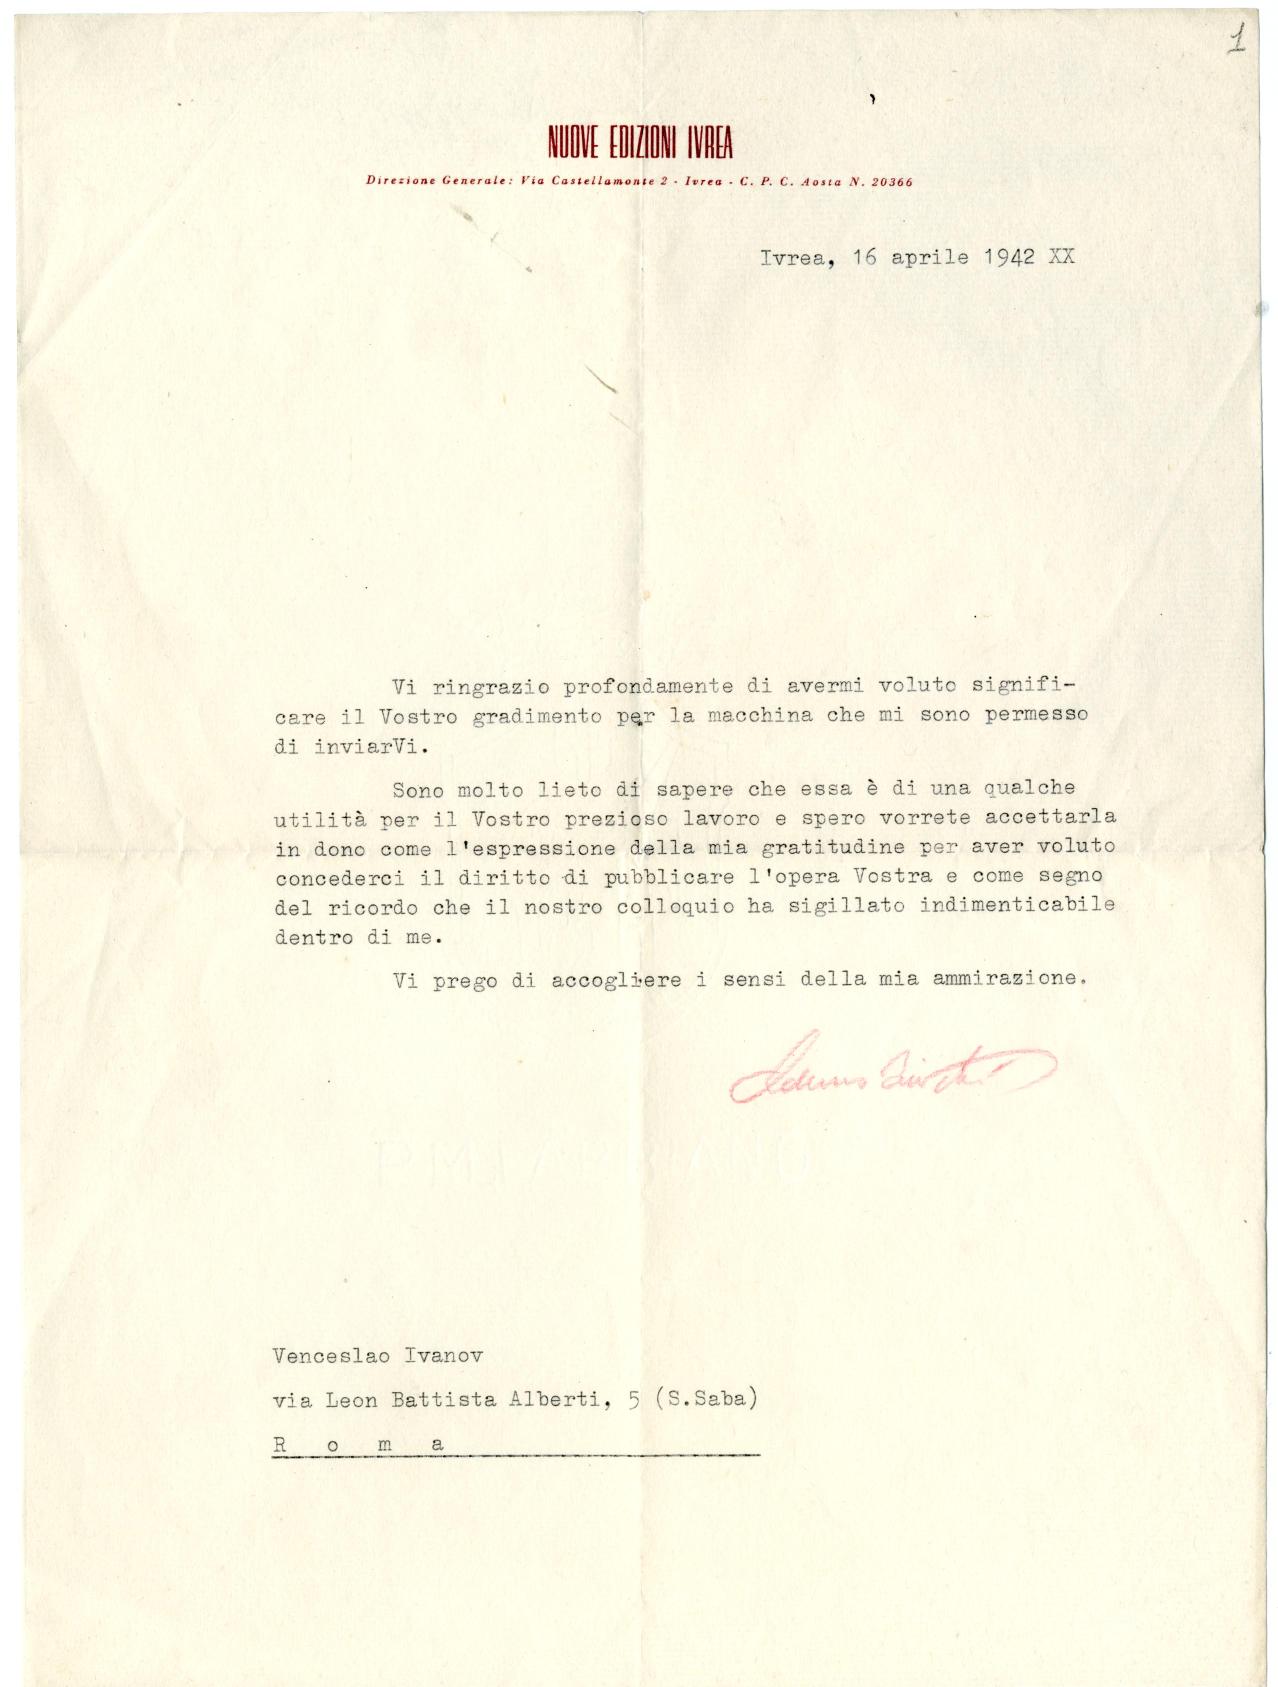 1
NUOVE EDIZIONI IVREA
Direzione Generale: Via Castellamonte 2 - Ivrea - C. P. C. Aosta N. 20366
Ivrea, 16 aprile 1942 XX
Vi ringrazio profondamente di avermi voluto signifi-
care il Vostro gradimento per la macchina che mi sono permesso
di inviarVi.
Sono molto lieto di sapere che essa è di una qualche
utilità per il Vostro prezioso lavoro e spero vorrete accettarla
in dono come l'espressione della mia gratitudine per aver voluto
concederci il diritto di pubblicare l'opera Vostra e come segno
del ricordo che il nostro colloquio ha sigillato indimenticabile
dentro di me.
Vi prego di accogliere i sensi della mia ammirazione.
Venceslao Ivanov
via Leon Battista Alberti, 5 (S.Saba)
R o m a